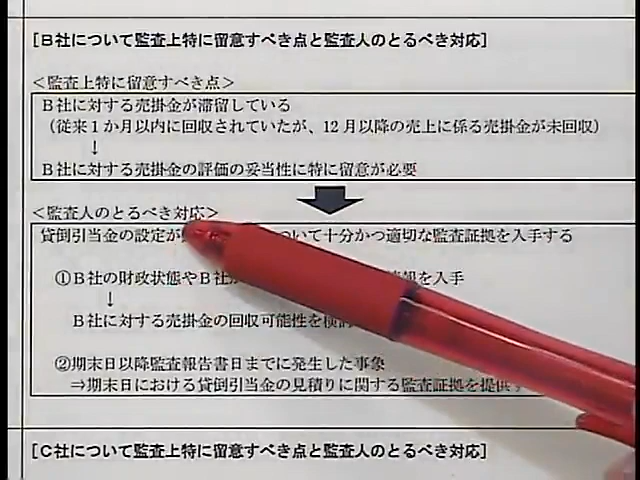 [B社について監査上特に留意すべき点と監査人のとるべき対応]
＜監査上特に留意すべき点＞
B社に対する売掛金が滞留している
（従来1か月以内に回収されていたが、12月以降の売上に係る売掛金が未回収）
↓
B社に対する売掛金の評価の妥当性に特に留意が必要
＜監査人のとるべき対応＞
貸倒引当金の設定が ついて十分かつ適切な監査証拠を入手する
①B社の財政状態やB社 を入手
↓
B社に対する売掛金の回収可能性を検
②期末日以降監査報告書日までに発生した事象
⇒期末日における貸倒引当金の見積りに関する監査証拠を提供
[C社について監査上特に留意すべき点と監査人のとるべき対応]